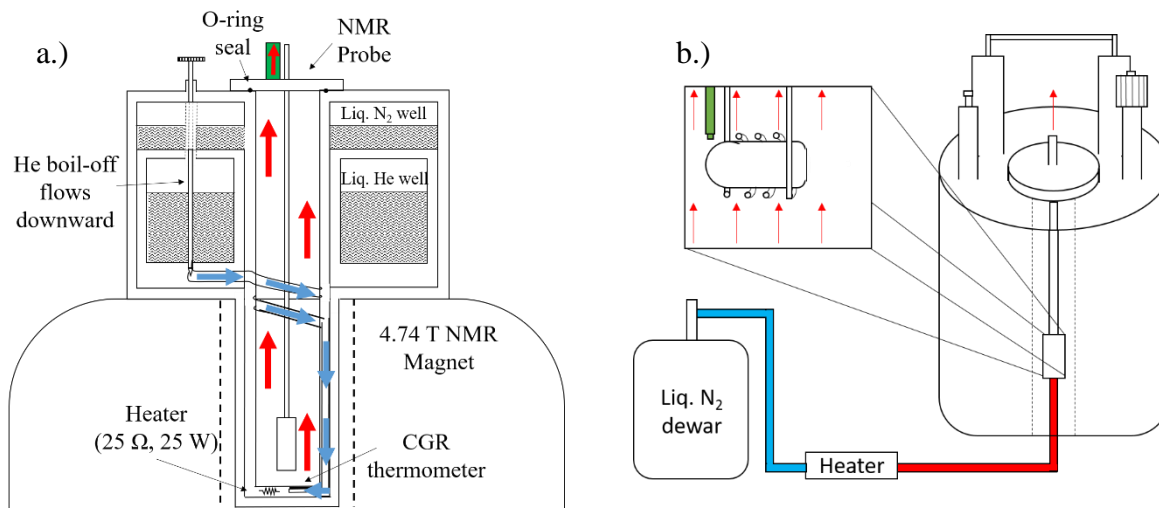 a.)
O-ring
seal
NMR
Probe
Liq. N₂ well
Liq. He well
He boil-off
flows
downward
4.74 T NMR
Magnet
Heater
(25 Ω, 25 W)
CGR
thermometer
b.)
Liq. N₂
dewar
Heater